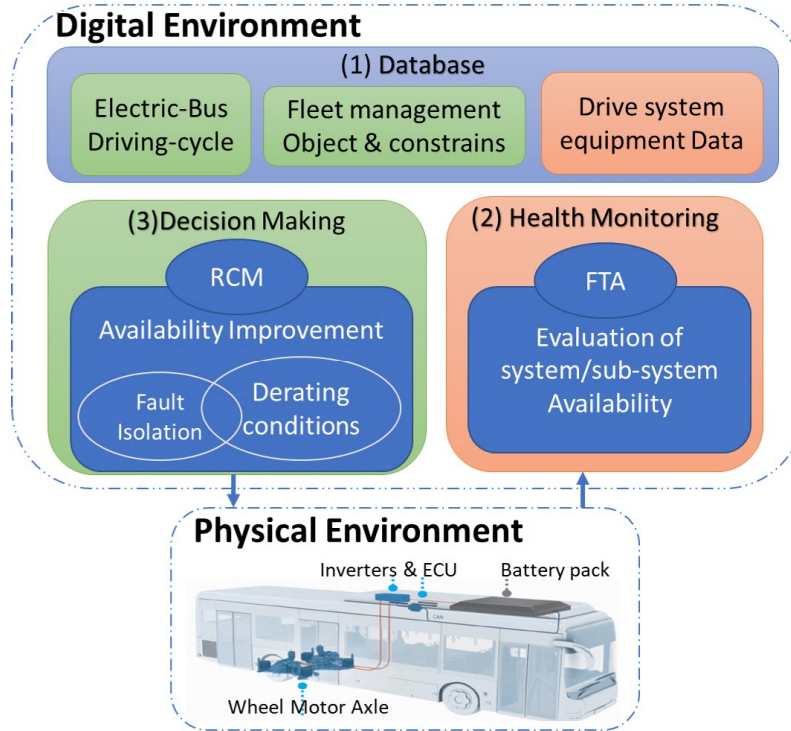 Digital Environment
(1) Database
Electric-Bus
Driving-cycle
Fleet management
Object & constrains
Drive system
equipment Data
(3)Decision Making
RCM
Availability Improvement
Fault
Isolation
Derating
conditions
(2) Health Monitoring
FTA
Evaluation of
system/sub-system
Availability
Physical Environment
Inverters & ECU
Battery pack
CAN
Wheel Motor Axle